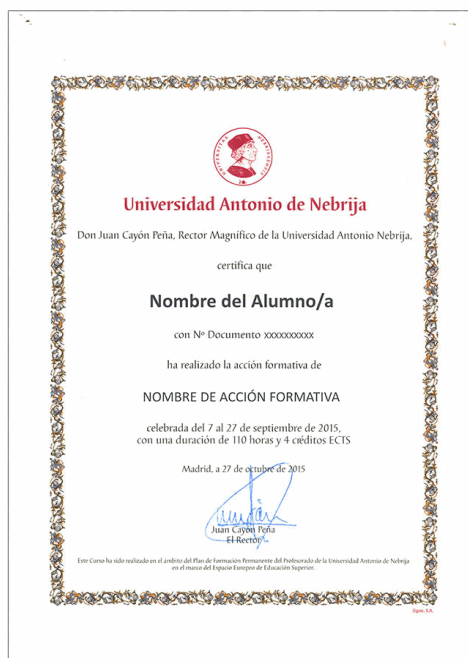 Universidad Antonio de Nebrija
Don Juan Cayón Peña, Rector Magnífico de la Universidad Antonio Nebrija,
certifica que
Nombre del Alumno/a
con Nº Documento xxxxxxxxxx
ha realizado la acción formativa de
NOMBRE DE ACCIÓN FORMATIVA
celebrada del 7 al 27 de septiembre de 2015,
con una duración de 110 horas y 4 créditos ECTS
Madrid, a 27 de octubre de 2015
Juan Cayón Peña
El Rector
Este Curso ha sido realizado en el ámbito del Plan de Formación Permanente del Profesorado de la Universidad Antonio de Nebrija
en el marco del Espacio Europeo de Educación Superior.